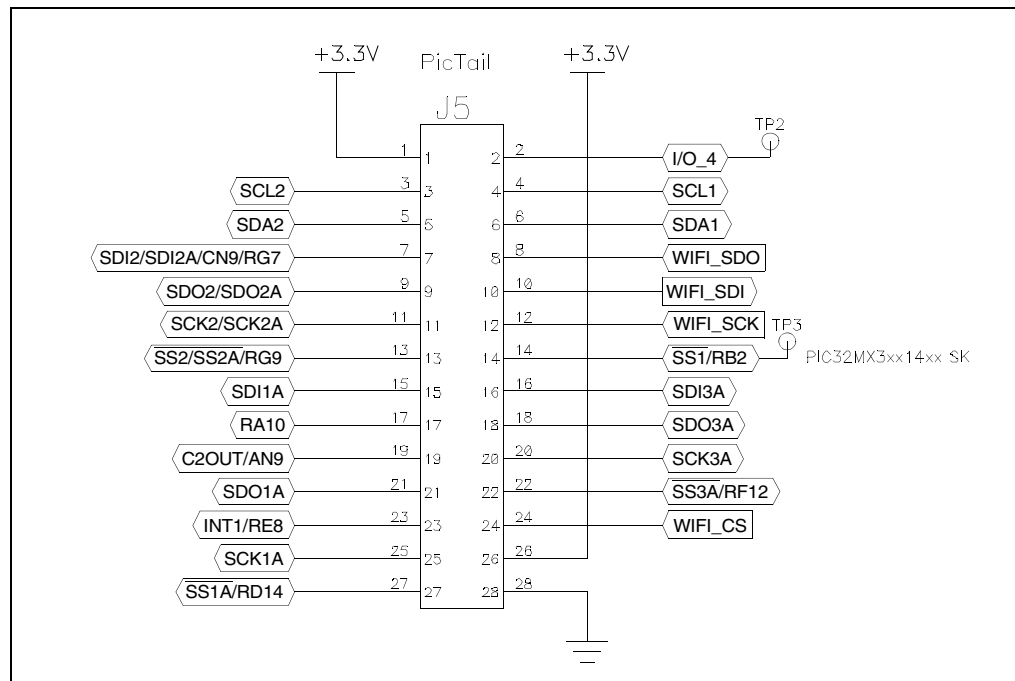 +3.3V PicTail +3.3V
J5
TP2
1 1 2 2 I/O_4
SCL2 3 3 4 4 SCL1
SDA2 5 5 6 6 SDA1
SDI2/SDI2A/CN9/RG7 7 7 8 8 WIFI_SDO
SDO2/SDO2A 9 9 10 10 WIFI_SDI
SCK2/SCK2A 11 11 12 12 WIFI_SCK
TP3
SS2/SS2A/RG9 13 13 14 14 SS1/RB2 PIC32MX3xx14xx SK
SDI1A 15 15 16 16 SDI3A
RA10 17 17 18 18 SDO3A
C2OUT/AN9 19 19 20 20 SCK3A
SDO1A 21 21 22 22 SS3A/RF12
INT1/RE8 23 23 24 24 WIFI_CS
SCK1A 25 25 26 26
SS1A/RD14 27 27 28 28